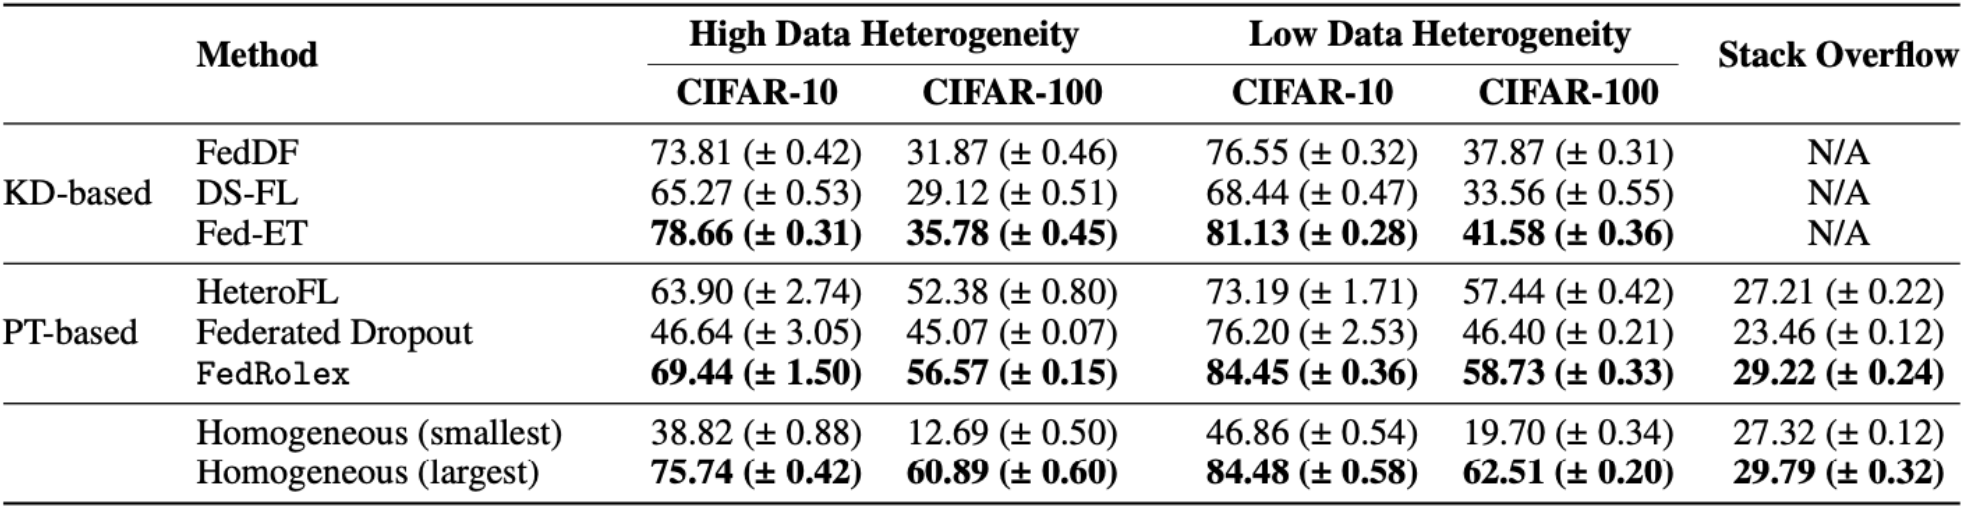 Method High Data Heterogeneity Low Data Heterogeneity Stack Overflow
CIFAR-10 CIFAR-100 CIFAR-10 CIFAR-100
FedDF 73.81 (± 0.42) 31.87 (± 0.46) 76.55 (± 0.32) 37.87 (± 0.31) N/A
KD-based DS-FL 65.27 (± 0.53) 29.12 (± 0.51) 68.44 (± 0.47) 33.56 (± 0.55) N/A
Fed-ET 78.66 (± 0.31) 35.78 (± 0.45) 81.13 (± 0.28) 41.58 (± 0.36) N/A
HeteroFL 63.90 (± 2.74) 52.38 (± 0.80) 73.19 (± 1.71) 57.44 (± 0.42) 27.21 (± 0.22)
PT-based Federated Dropout 46.64 (± 3.05) 45.07 (± 0.07) 76.20 (± 2.53) 46.40 (± 0.21) 23.46 (± 0.12)
FedRolex 69.44 (± 1.50) 56.57 (± 0.15) 84.45 (± 0.36) 58.73 (± 0.33) 29.22 (± 0.24)
Homogeneous (smallest) 38.82 (± 0.88) 12.69 (± 0.50) 46.86 (± 0.54) 19.70 (± 0.34) 27.32 (± 0.12)
Homogeneous (largest) 75.74 (± 0.42) 60.89 (± 0.60) 84.48 (± 0.58) 62.51 (± 0.20) 29.79 (± 0.32)